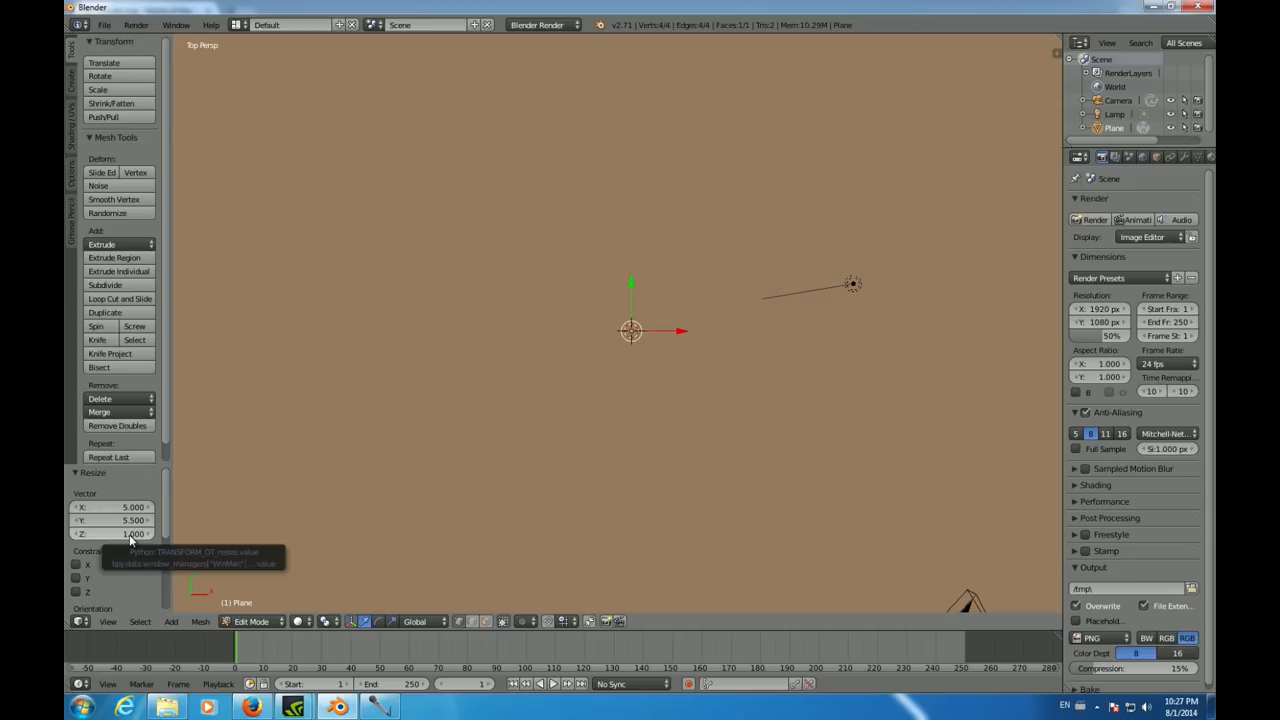 Blender
File Render Window Help Default Scene Blender Render v2.71 | Verts:4/4 | Edges:4/4 | Faces:1/1 | Tris:2 | Mem:10.29M | Plane
Top Persp
Tools
Create
Shading / UVs
Options
Grease Pencil
Transform
Translate
Rotate
Scale
Shrink/Fatten
Push/Pull
Mesh Tools
Deform:
Slide Ed Vertex
Noise
Smooth Vertex
Randomize
Add:
Extrude
Extrude Region
Extrude Individual
Subdivide
Loop Cut and Slide
Duplicate
Spin Screw
Knife Select
Knife Project
Bisect
Remove:
Delete
Merge
Remove Doubles
Repeat:
Repeat Last
Resize
Vector
X: 5.000
Y: 5.500
Z: 1.000
Python: TRANSFORM_OT_resize.value
bpy.data.window_managers["WinMan"] ... value
X
Y
Z
Orientation
x
(1) Plane
View Select Add Mesh Edit Mode Global
View Search All Scenes
Scene
RenderLayers
World
Camera
Lamp
Plane
Scene
Render
Render Animati Audio
Display: Image Editor
Dimensions
Render Presets
Resolution: Frame Range:
X: 1920 px Start Fra: 1
Y: 1080 px End Fr: 250
50% Frame St: 1
Aspect Ratio: Frame Rate:
X: 1.000 24 fps
Y: 1.000 Time Remappi...
B Cr 10 10
Anti-Aliasing
5 8 11 16 Mitchell-Net...
Full Sample Si:1.000 px
Sampled Motion Blur
Shading
Performance
Post Processing
Freestyle
Stamp
Output
/tmp\
Overwrite File Exten...
Placehold...
PNG BW RGB RGB
Color Dept 8 16
Compression: 15%
Bake
-50 -40 -30 -20 -10 0 10 20 30 40 50 60 70 80 90 100 110 120 130 140 150 160 170 180 190 200 210 220 230 240 250 260 270 280
View Marker Frame Playback Start: 1 End: 250 1 No Sync
EN 10:27 PM
8/1/2014